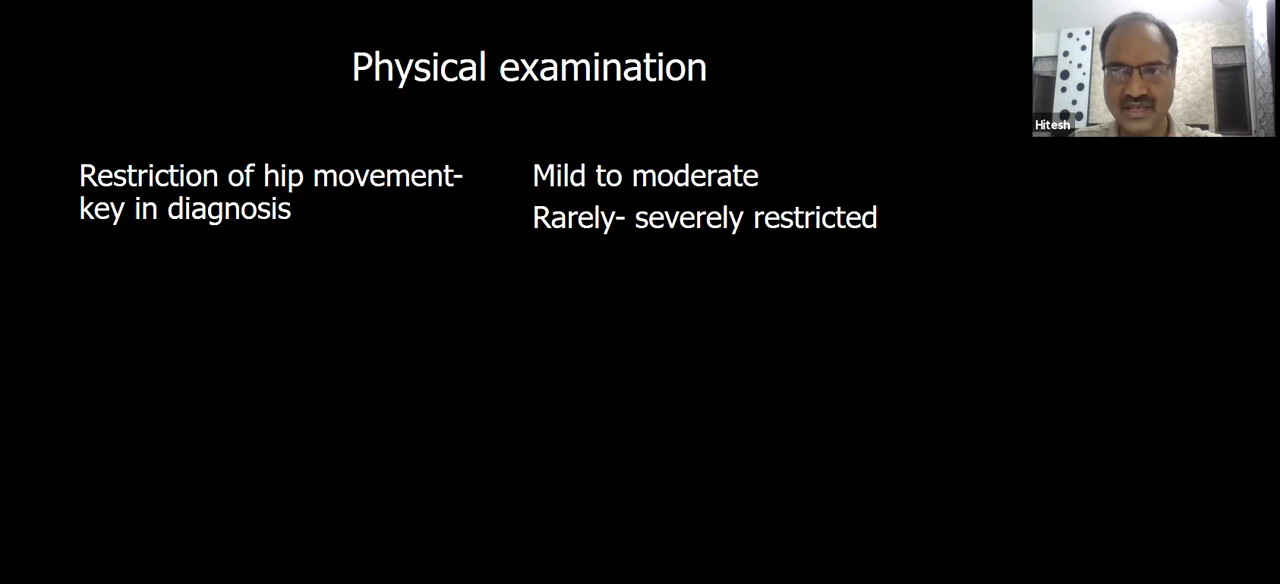 Physical examination
Hitesh
Restriction of hip movement-
key in diagnosis
Mild to moderate
Rarely- severely restricted